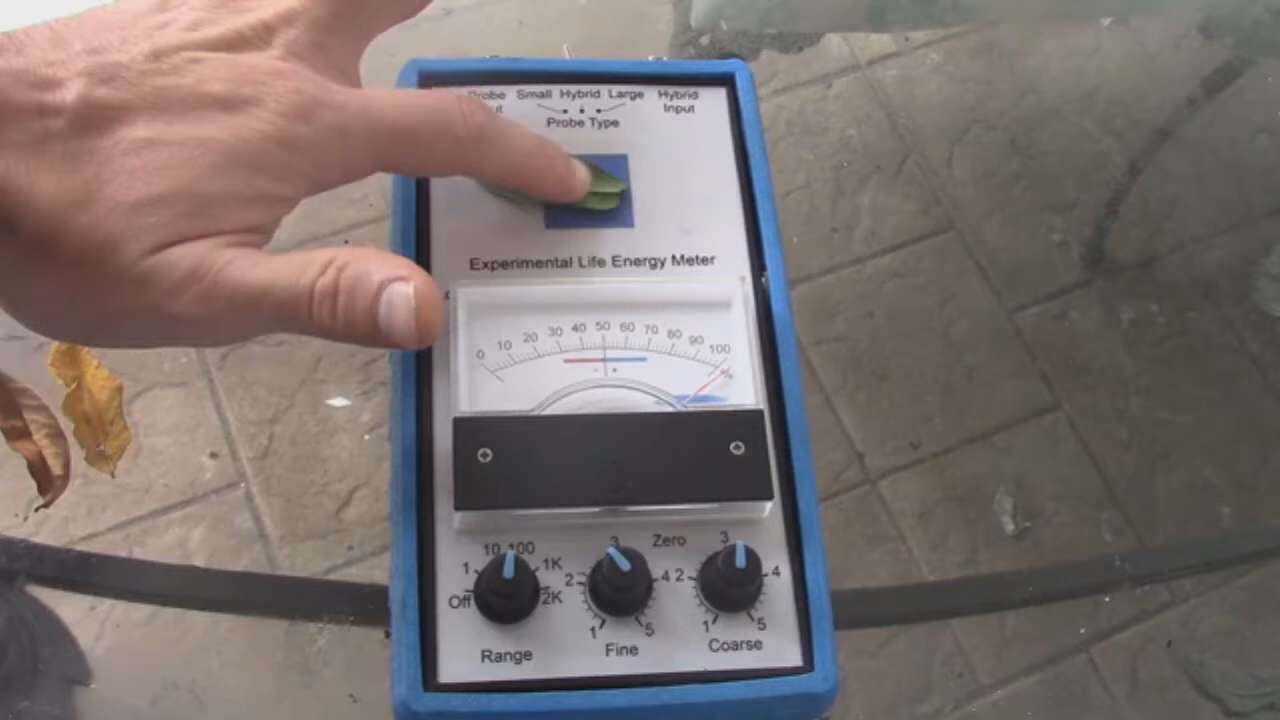 Probe Small Hybrid Large Hybrid
Input
Probe Type
Experimental Life Energy Meter
0 10 20 30 40 50 60 70 80 90 100
- +
10 100 3 Zero 3
1 1K 2 4 2 4
Off 2K
1 5 1 5
Range Fine Coarse